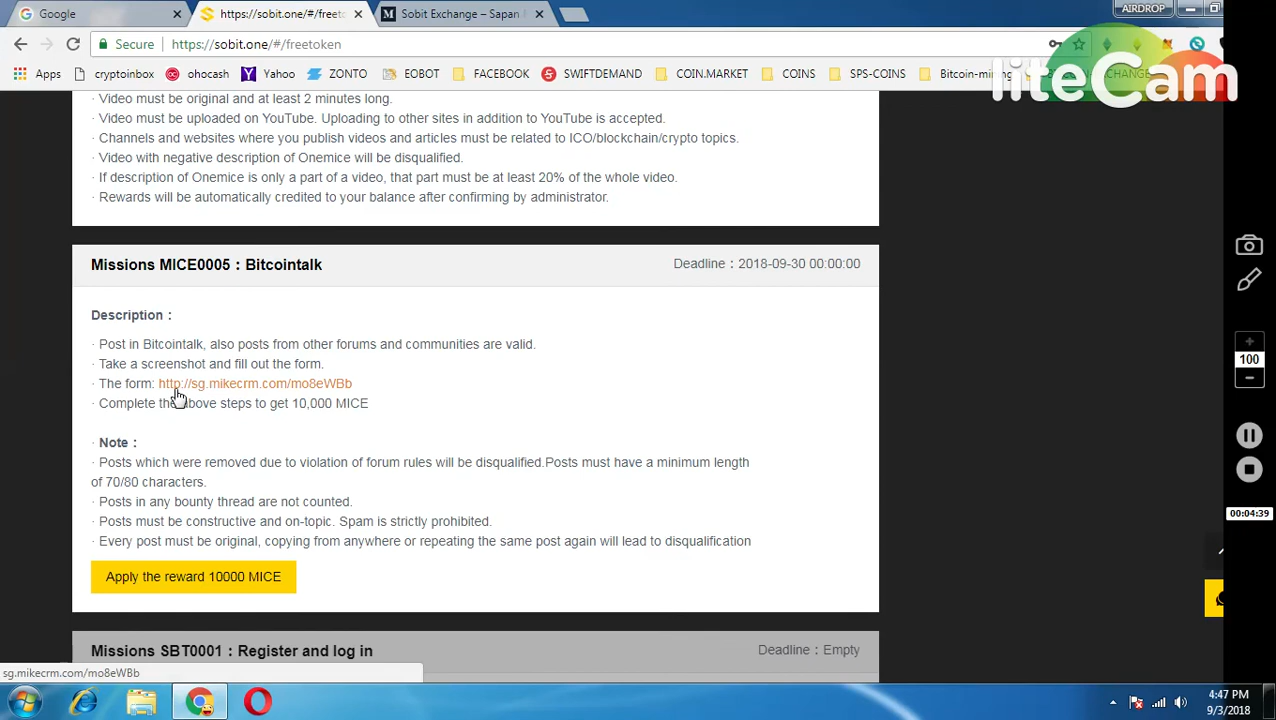 Google
https://sobit.one/#/freet
Sobit Exchange – Sapan
AIRDROP
Secure
https://sobit.one/#/freetoken
Apps
cryptoinbox
ohocash
Yahoo
ZONTO
EOBOT
FACEBOOK
SWIFTDEMAND
COIN.MARKET
COINS
SPS-COINS
Bitcoin-mining
liteCam
· Video must be original and at least 2 minutes long.
· Video must be uploaded on YouTube. Uploading to other sites in addition to YouTube is accepted.
· Channels and websites where you publish videos and articles must be related to ICO/blockchain/crypto topics.
· Video with negative description of Onemice will be disqualified.
· If description of Onemice is only a part of a video, that part must be at least 20% of the whole video.
· Rewards will be automatically credited to your balance after confirming by administrator.
Missions MICE0005：Bitcointalk
Deadline：2018-09-30 00:00:00
Description：
· Post in Bitcointalk, also posts from other forums and communities are valid.
· Take a screenshot and fill out the form.
· The form: http://sg.mikecrm.com/mo8eWBb
· Complete the above steps to get 10,000 MICE
· Note：
· Posts which were removed due to violation of forum rules will be disqualified.Posts must have a minimum length
of 70/80 characters.
· Posts in any bounty thread are not counted.
· Posts must be constructive and on-topic. Spam is strictly prohibited.
· Every post must be original, copying from anywhere or repeating the same post again will lead to disqualification
Apply the reward 10000 MICE
Missions SBT0001：Register and log in
Deadline：Empty
sg.mikecrm.com/mo8eWBb
100
00:04:39
4:47 PM
9/3/2018